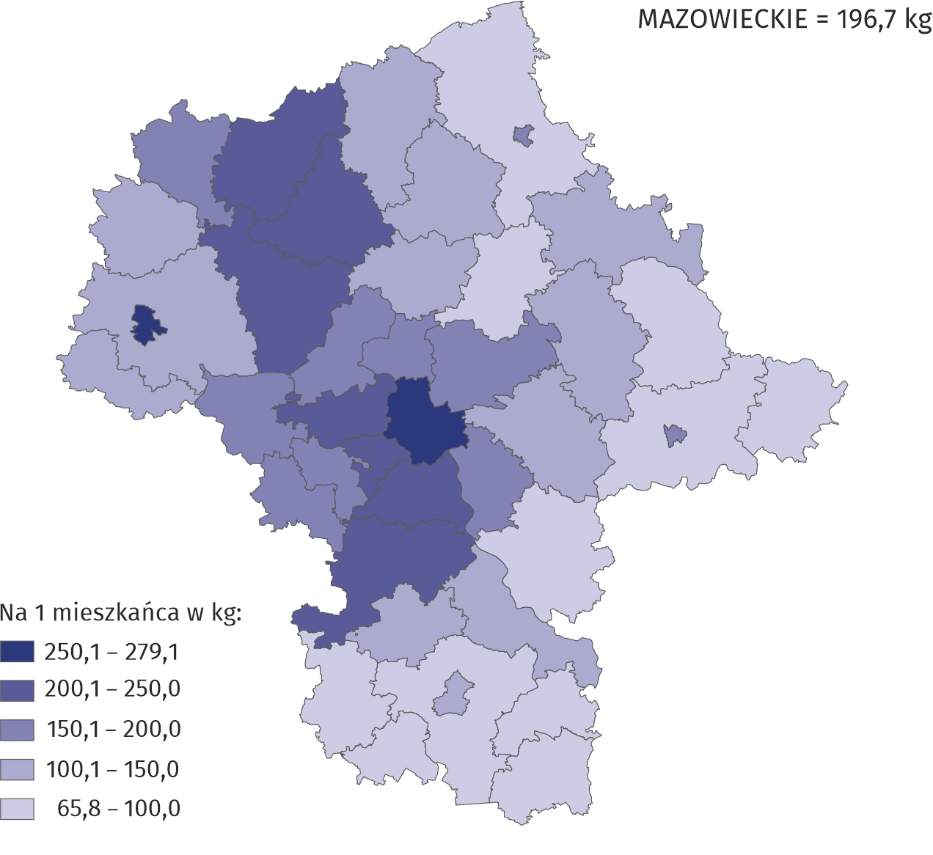 MAZOWIECKIE = 196,7 kg
Na 1 mieszkańca w kg:
250,1 – 279,1
200,1 – 250,0
150,1 – 200,0
100,1 – 150,0
65,8 – 100,0